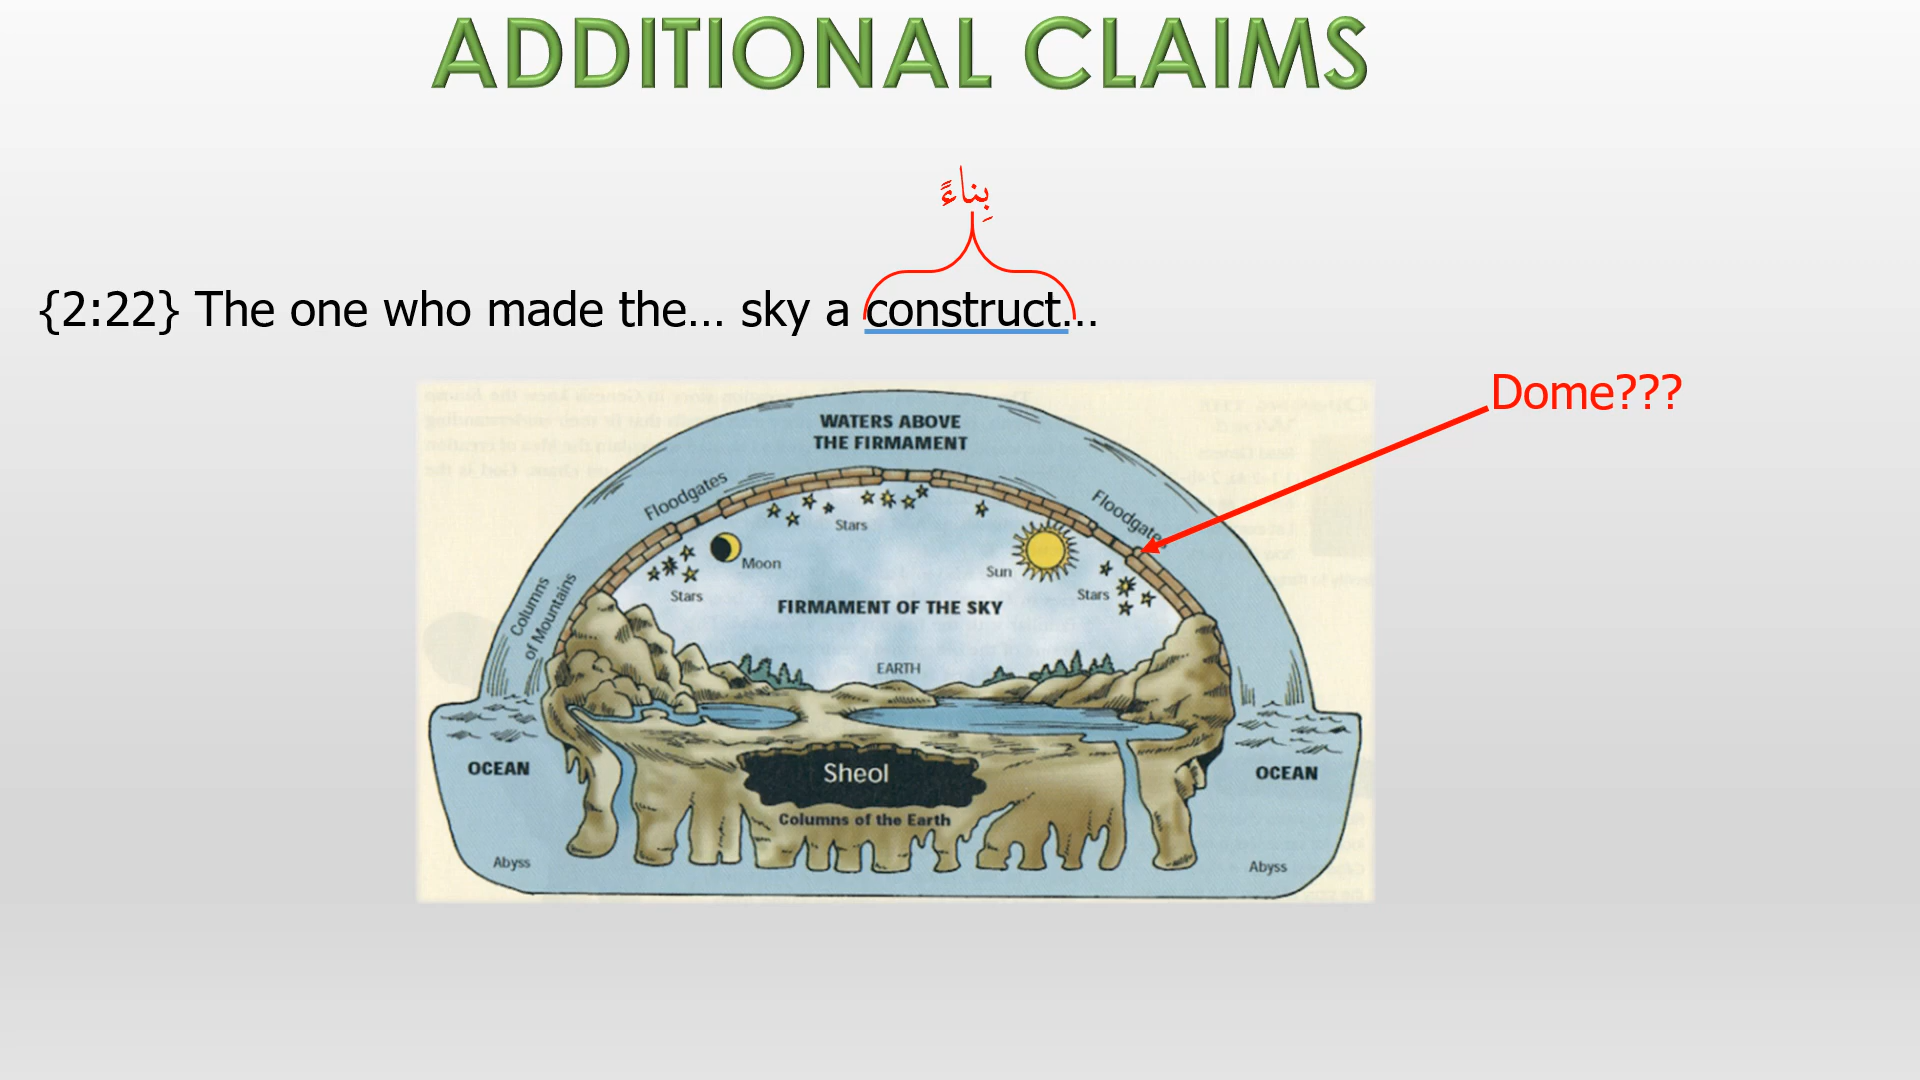 ADDITIONAL CLAIMS
بِناءً
{2:22} The one who made the... sky a construct...
Dome???
WATERS ABOVE
THE FIRMAMENT
Floodgates
Floodgates
Stars
Moon
Sun
Stars
Stars
Columns
of Mountains
FIRMAMENT OF THE SKY
EARTH
OCEAN
Sheol
OCEAN
Columns of the Earth
Abyss
Abyss